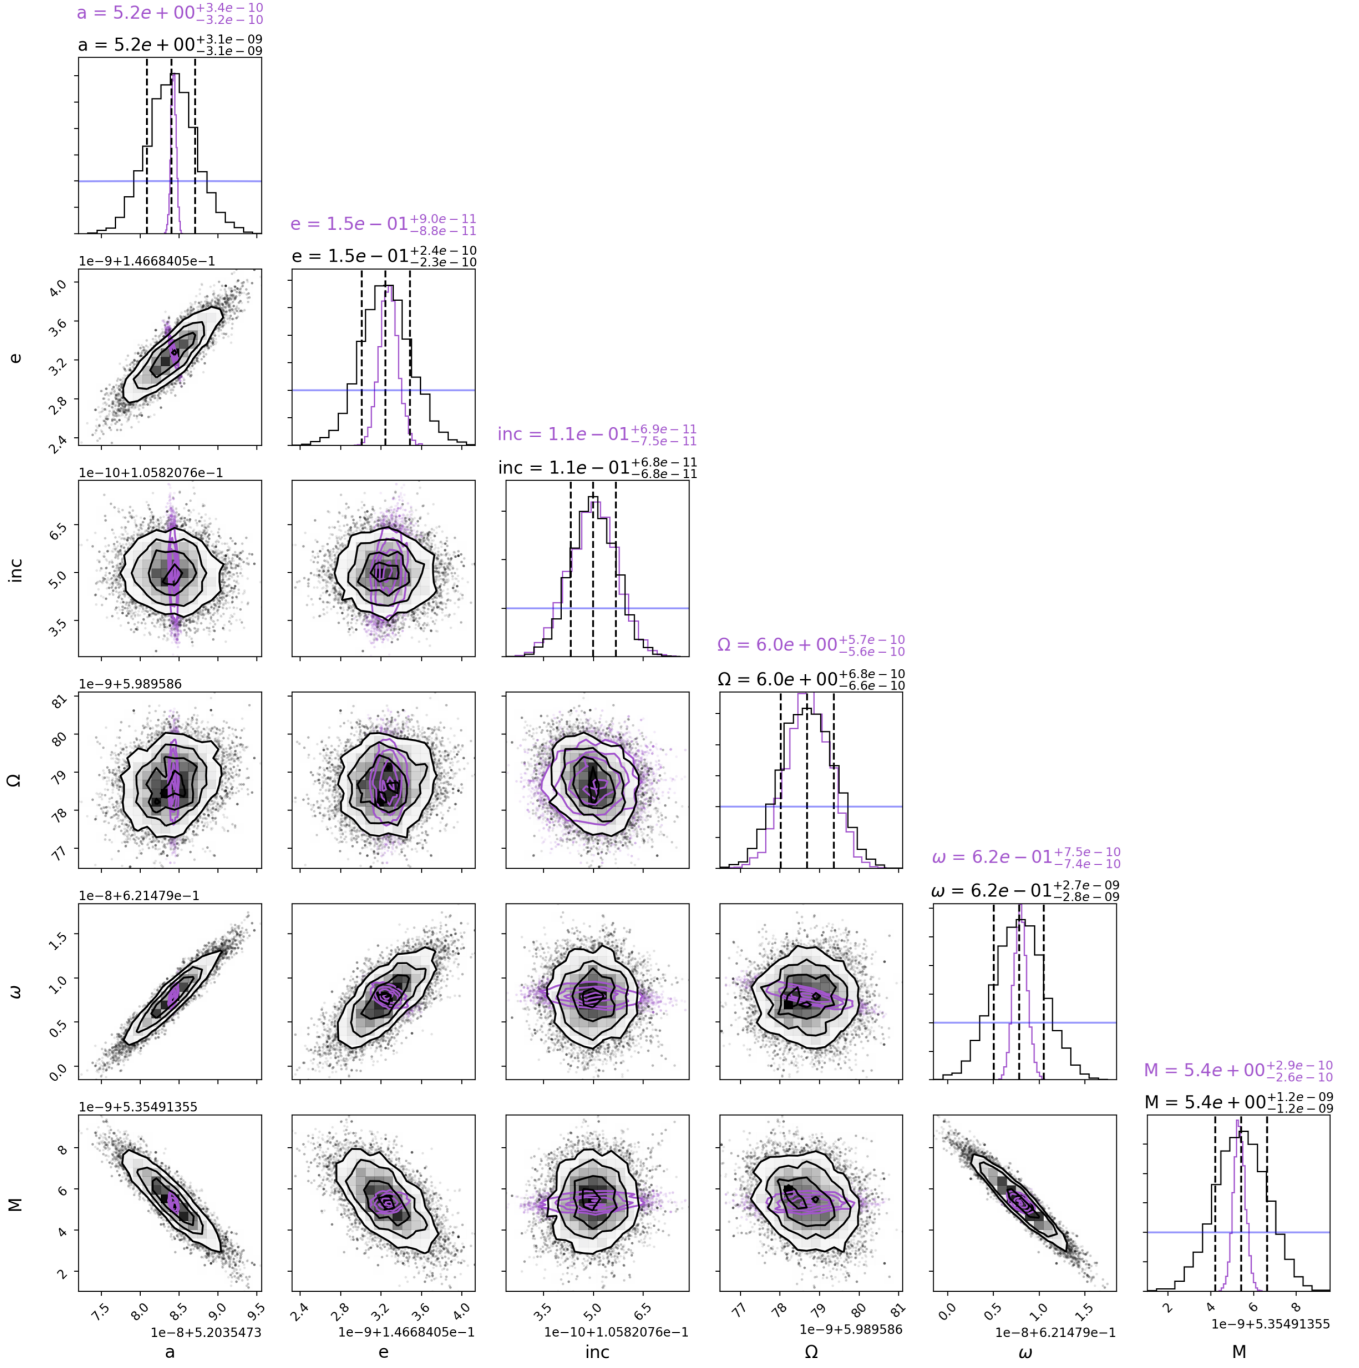 a = 5.2e + 00+3.4e−10 −3.2e−10
a = 5.2e + 00+3.1e−09 −3.1e−09
e = 1.5e − 01+9.0e−11 −8.8e−11
e = 1.5e − 01+2.4e−10 −2.3e−10
1e−9+1.4668405e−1
4.0
3.6
3.2
2.8
2.4
e
inc = 1.1e − 01+6.9e−11 −7.5e−11
inc = 1.1e − 01+6.8e−11 −6.8e−11
1e−10+1.0582076e−1
6.5
5.0
3.5
inc
Ω = 6.0e + 00+5.7e−10 −5.6e−10
Ω = 6.0e + 00+6.8e−10 −6.6e−10
1e−9+5.989586
81
80
79
78
77
Ω
ω = 6.2e − 01+7.5e−10 −7.4e−10
ω = 6.2e − 01+2.7e−09 −2.8e−09
1e−8+6.21479e−1
1.5
1.0
0.5
0.0
ω
M = 5.4e + 00+2.9e−10 −2.6e−10
M = 5.4e + 00+1.2e−09 −1.2e−09
1e−9+5.35491355
8
6
4
2
M
7.5 8.0 8.5 9.0 9.5
1e−8+5.2035473
a
2.4 2.8 3.2 3.6 4.0
1e−9+1.4668405e−1
e
3.5 5.0 6.5
1e−10+1.0582076e−1
inc
77 78 79 80 81
1e−9+5.989586
Ω
0.0 0.5 1.0 1.5
1e−8+6.21479e−1
ω
2 4 6 8
1e−9+5.35491355
M